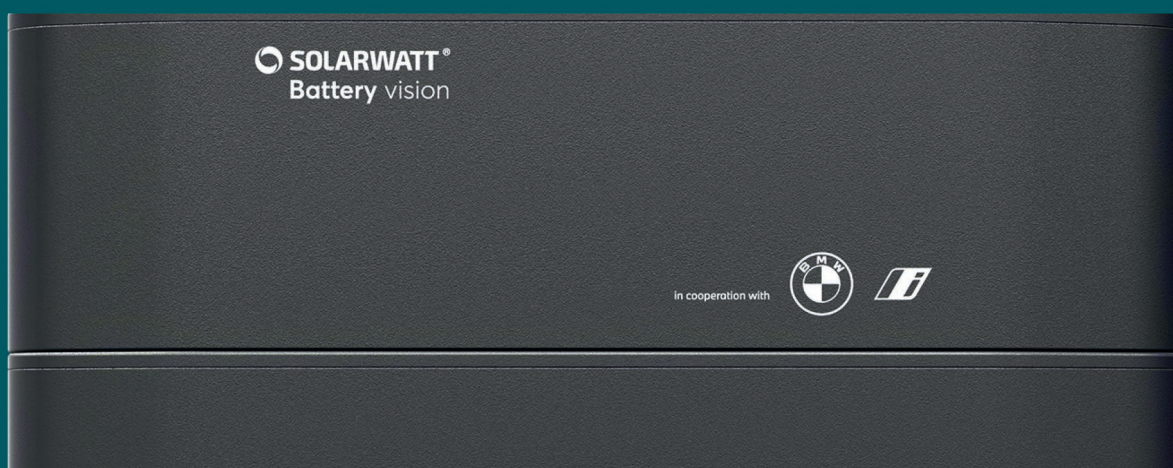 SOLARWATT®
Battery vision
in cooperation with
BMW
i